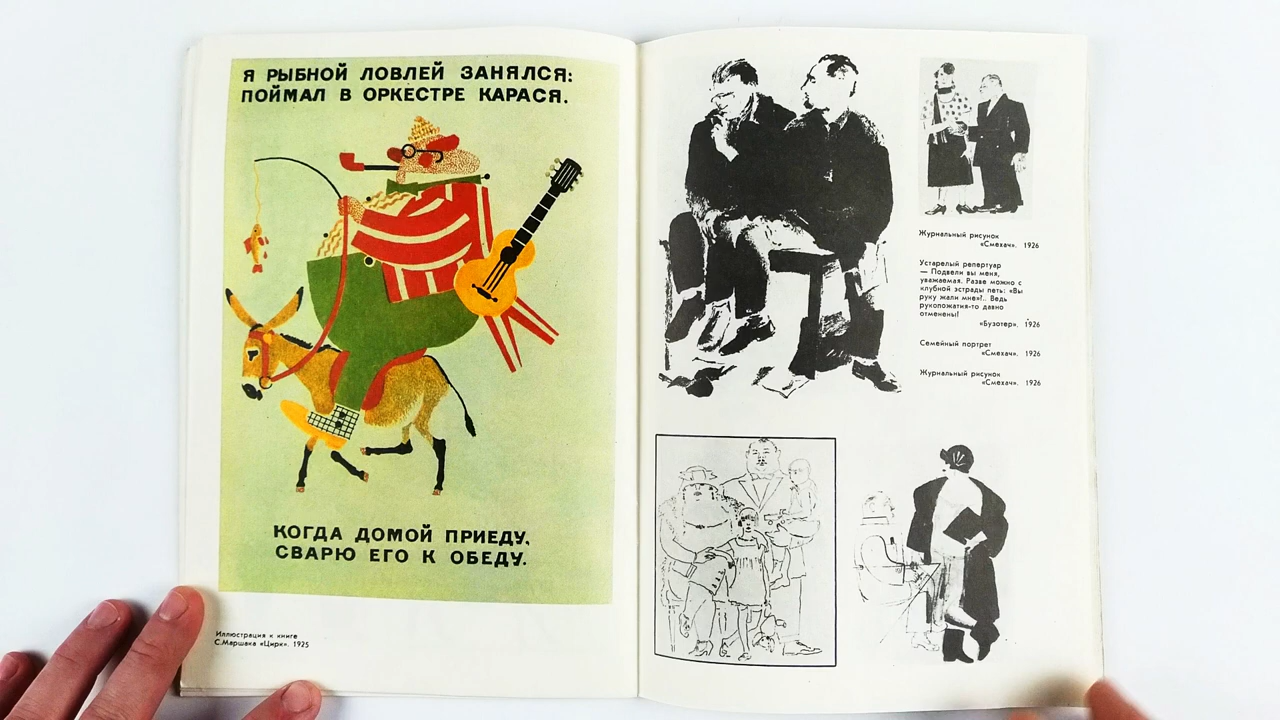 Я РЫБНОЙ ЛОВЛЕЙ ЗАНЯЛСЯ:
ПОЙМАЛ В ОРКЕСТРЕ КАРАСЯ.
КОГДА ДОМОЙ ПРИЕДУ,
СВАРЮ ЕГО К ОБЕДУ.
Иллюстрация к книге
С.Маршака «Цирк». 1925
Журнальный рисунок
«Смехач». 1926
Устарелый репертуар
— Подвели вы меня,
уважаемая. Разве можно с
клубной эстрады петь: «Вы
руку жали мне»?.. Ведь
рукопожатия-то давно
отменены!
«Бузотер». 1926
Семейный портрет
«Смехач». 1926
Журнальный рисунок
«Смехач». 1926